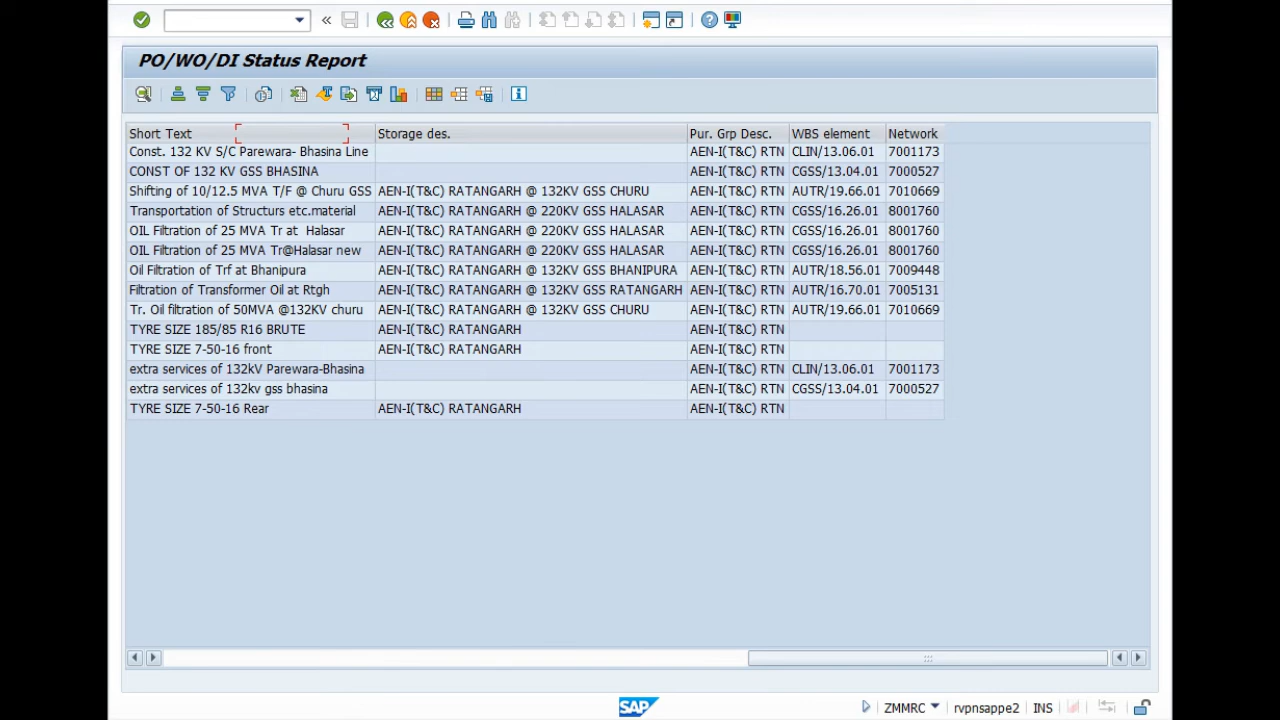 PO/WO/DI Status Report
Short Text Storage des. Pur. Grp Desc. WBS element Network
Const. 132 KV S/C Parewara- Bhasina Line AEN-I(T&C) RTN CLIN/13.06.01 7001173
CONST OF 132 KV GSS BHASINA AEN-I(T&C) RTN CGSS/13.04.01 7000527
Shifting of 10/12.5 MVA T/F @ Churu GSS AEN-I(T&C) RATANGARH @ 132KV GSS CHURU AEN-I(T&C) RTN AUTR/19.66.01 7010669
Transportation of Structurs etc.material AEN-I(T&C) RATANGARH @ 220KV GSS HALASAR AEN-I(T&C) RTN CGSS/16.26.01 8001760
OIL Filtration of 25 MVA Tr at  Halasar AEN-I(T&C) RATANGARH @ 220KV GSS HALASAR AEN-I(T&C) RTN CGSS/16.26.01 8001760
OIL Filtration of 25 MVA Tr@Halasar new AEN-I(T&C) RATANGARH @ 220KV GSS HALASAR AEN-I(T&C) RTN CGSS/16.26.01 8001760
Oil Filtration of Trf at Bhanipura AEN-I(T&C) RATANGARH @ 132KV GSS BHANIPURA AEN-I(T&C) RTN AUTR/18.56.01 7009448
Filtration of Transformer Oil at Rtgh AEN-I(T&C) RATANGARH @ 132KV GSS RATANGARH AEN-I(T&C) RTN AUTR/16.70.01 7005131
Tr. Oil filtration of 50MVA @132KV churu AEN-I(T&C) RATANGARH @ 132KV GSS CHURU AEN-I(T&C) RTN AUTR/19.66.01 7010669
TYRE SIZE 185/85 R16 BRUTE AEN-I(T&C) RATANGARH AEN-I(T&C) RTN
TYRE SIZE 7-50-16 front AEN-I(T&C) RATANGARH AEN-I(T&C) RTN
extra services of 132kV Parewara-Bhasina AEN-I(T&C) RTN CLIN/13.06.01 7001173
extra services of 132kv gss bhasina AEN-I(T&C) RTN CGSS/13.04.01 7000527
TYRE SIZE 7-50-16 Rear AEN-I(T&C) RATANGARH AEN-I(T&C) RTN
SAP ZMMRC rvpnsappe2 INS